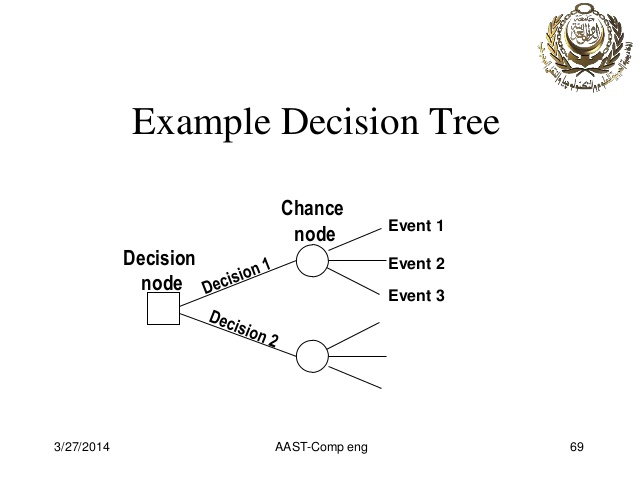 Example Decision Tree
Chance
node
Event 1
Decision
node
Decision 1
Event 2
Event 3
Decision 2
3/27/2014
AAST-Comp eng
69